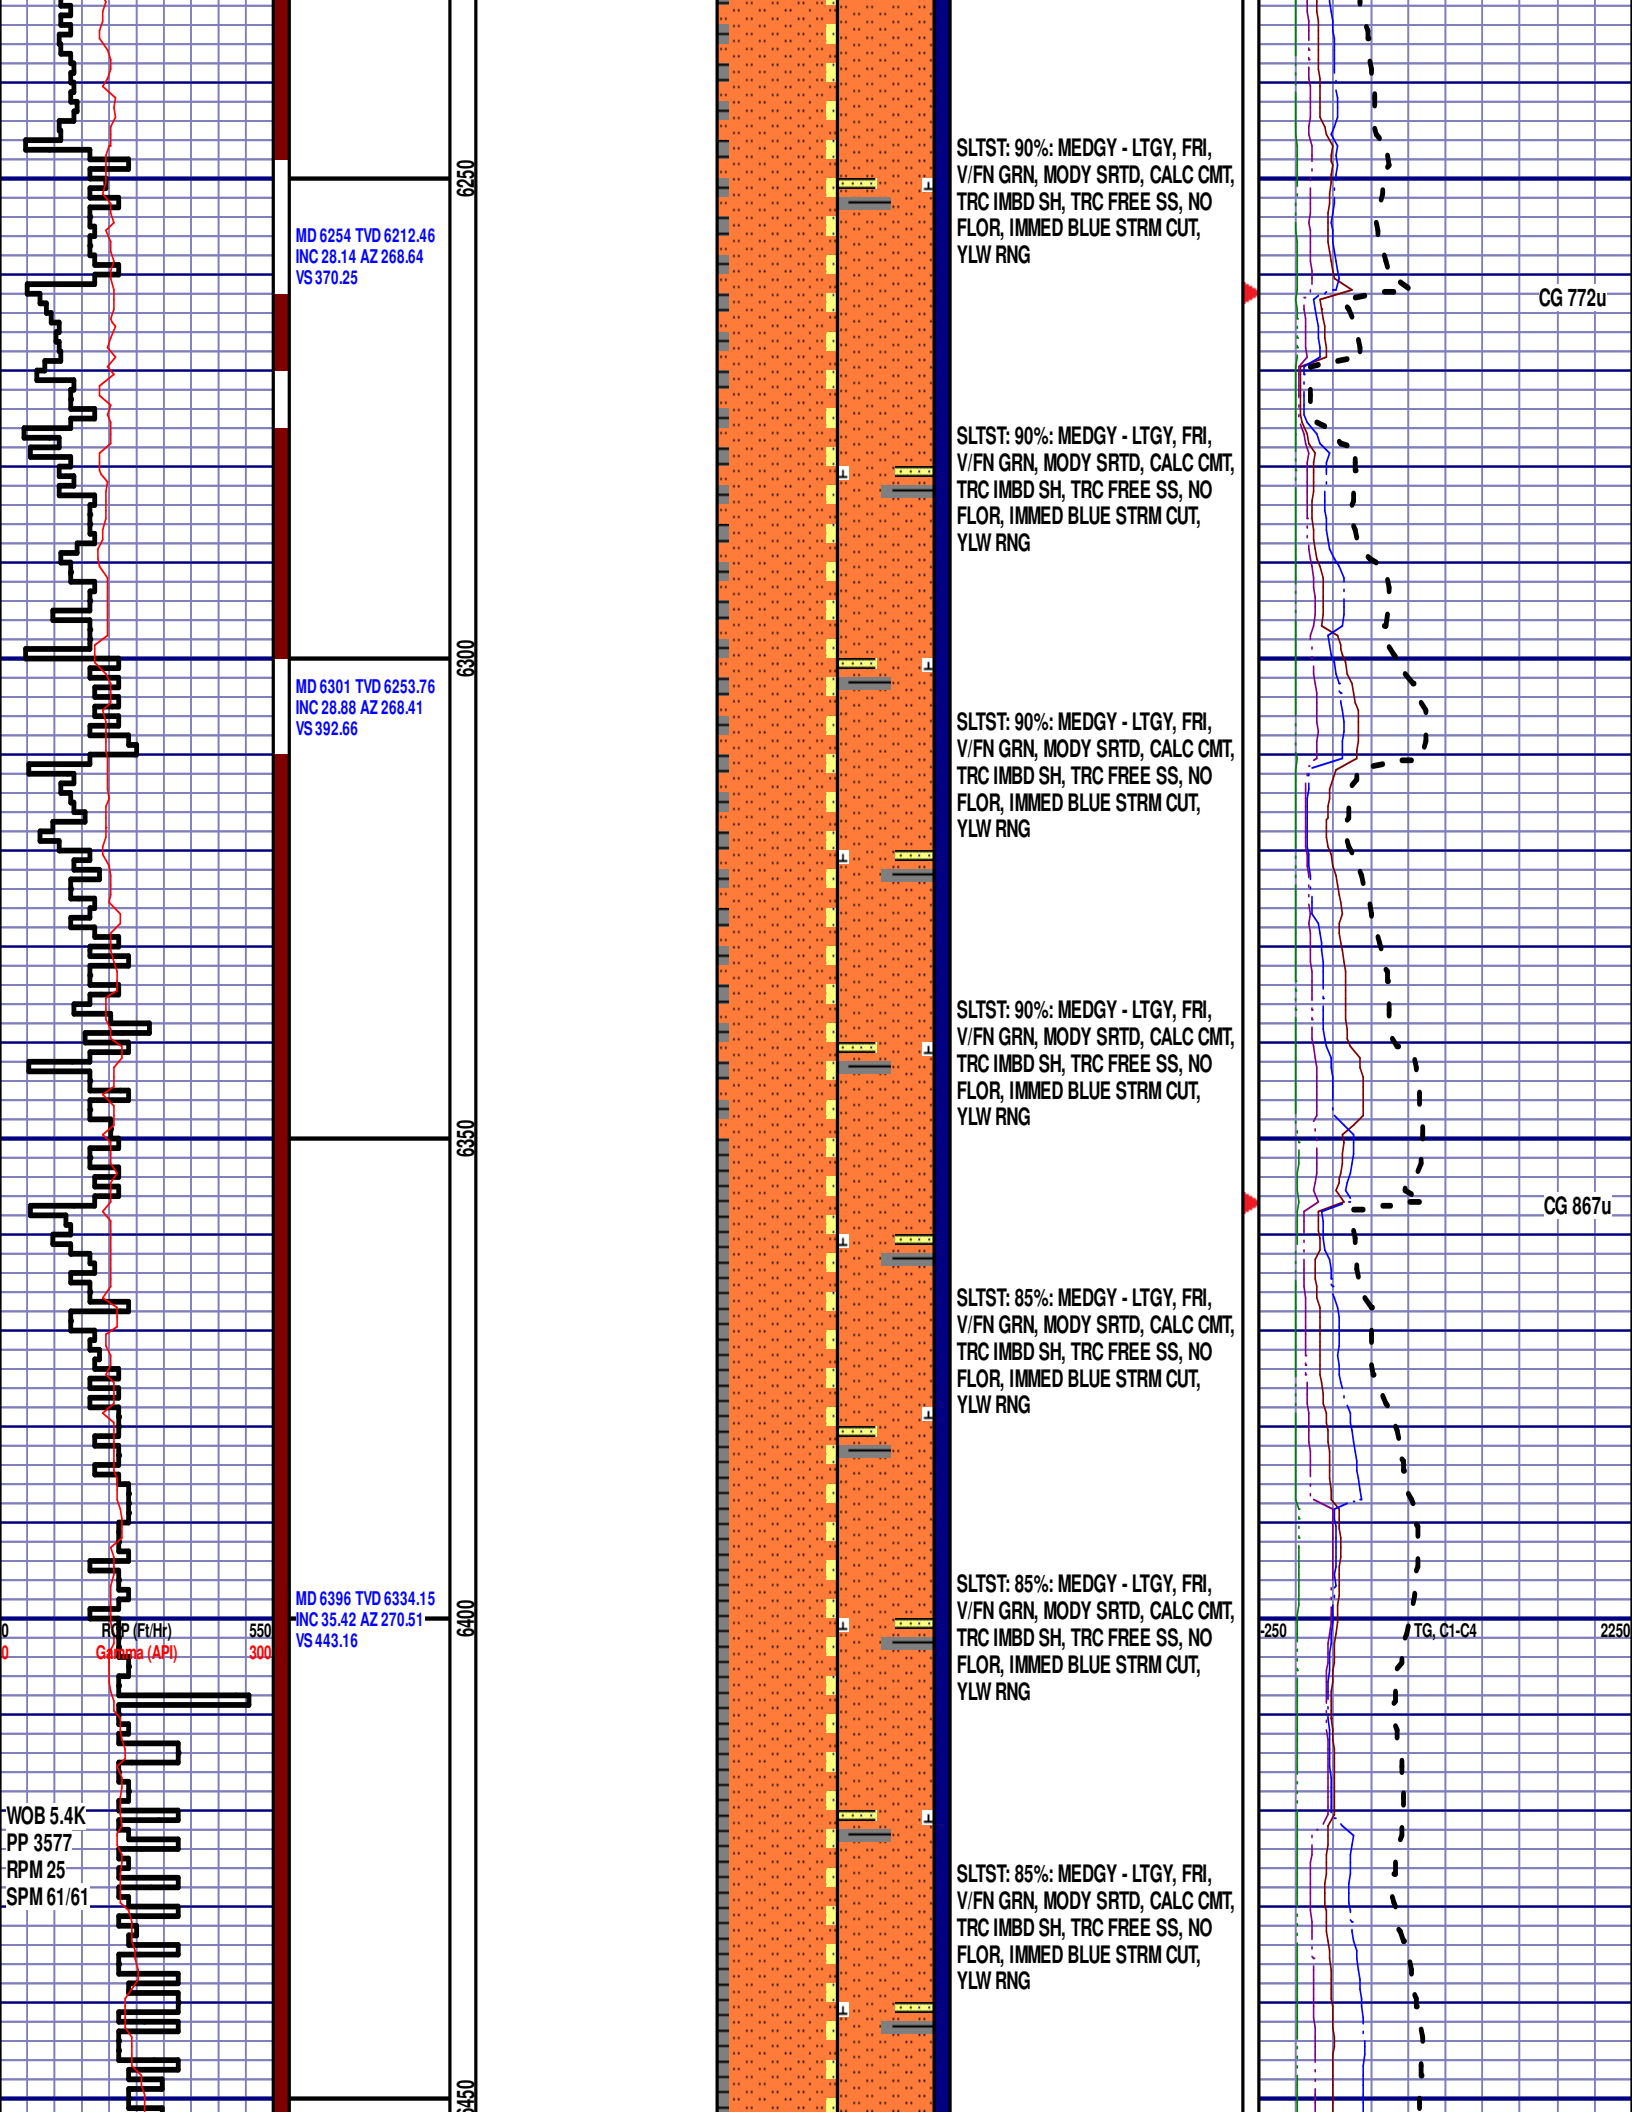 SLTST: 90%: MEDGY - LTGY, FRI,
V/FN GRN, MODY SRTD, CALC CMT,
TRC IMBD SH, TRC FREE SS, NO
FLOR, IMMED BLUE STRM CUT,
YLW RNG
6250
MD 6254 TVD 6212.46
INC 28.14 AZ 268.64
VS 370.25
CG 772u
SLTST: 90%: MEDGY - LTGY, FRI,
V/FN GRN, MODY SRTD, CALC CMT,
TRC IMBD SH, TRC FREE SS, NO
FLOR, IMMED BLUE STRM CUT,
YLW RNG
6300
MD 6301 TVD 6253.76
INC 28.88 AZ 268.41
VS 392.66
SLTST: 90%: MEDGY - LTGY, FRI,
V/FN GRN, MODY SRTD, CALC CMT,
TRC IMBD SH, TRC FREE SS, NO
FLOR, IMMED BLUE STRM CUT,
YLW RNG
SLTST: 90%: MEDGY - LTGY, FRI,
V/FN GRN, MODY SRTD, CALC CMT,
TRC IMBD SH, TRC FREE SS, NO
FLOR, IMMED BLUE STRM CUT,
YLW RNG
6350
CG 867u
SLTST: 85%: MEDGY - LTGY, FRI,
V/FN GRN, MODY SRTD, CALC CMT,
TRC IMBD SH, TRC FREE SS, NO
FLOR, IMMED BLUE STRM CUT,
YLW RNG
SLTST: 85%: MEDGY - LTGY, FRI,
V/FN GRN, MODY SRTD, CALC CMT,
TRC IMBD SH, TRC FREE SS, NO
FLOR, IMMED BLUE STRM CUT,
YLW RNG
MD 6396 TVD 6334.15
INC 35.42 AZ 270.51
VS 443.16
6400
0 ROP (Ft/Hr) 550
0 Gamma (API) 300
-250 TG, C1-C4 2250
WOB 5.4K
PP 3577
RPM 25
SPM 61/61
SLTST: 85%: MEDGY - LTGY, FRI,
V/FN GRN, MODY SRTD, CALC CMT,
TRC IMBD SH, TRC FREE SS, NO
FLOR, IMMED BLUE STRM CUT,
YLW RNG
6450